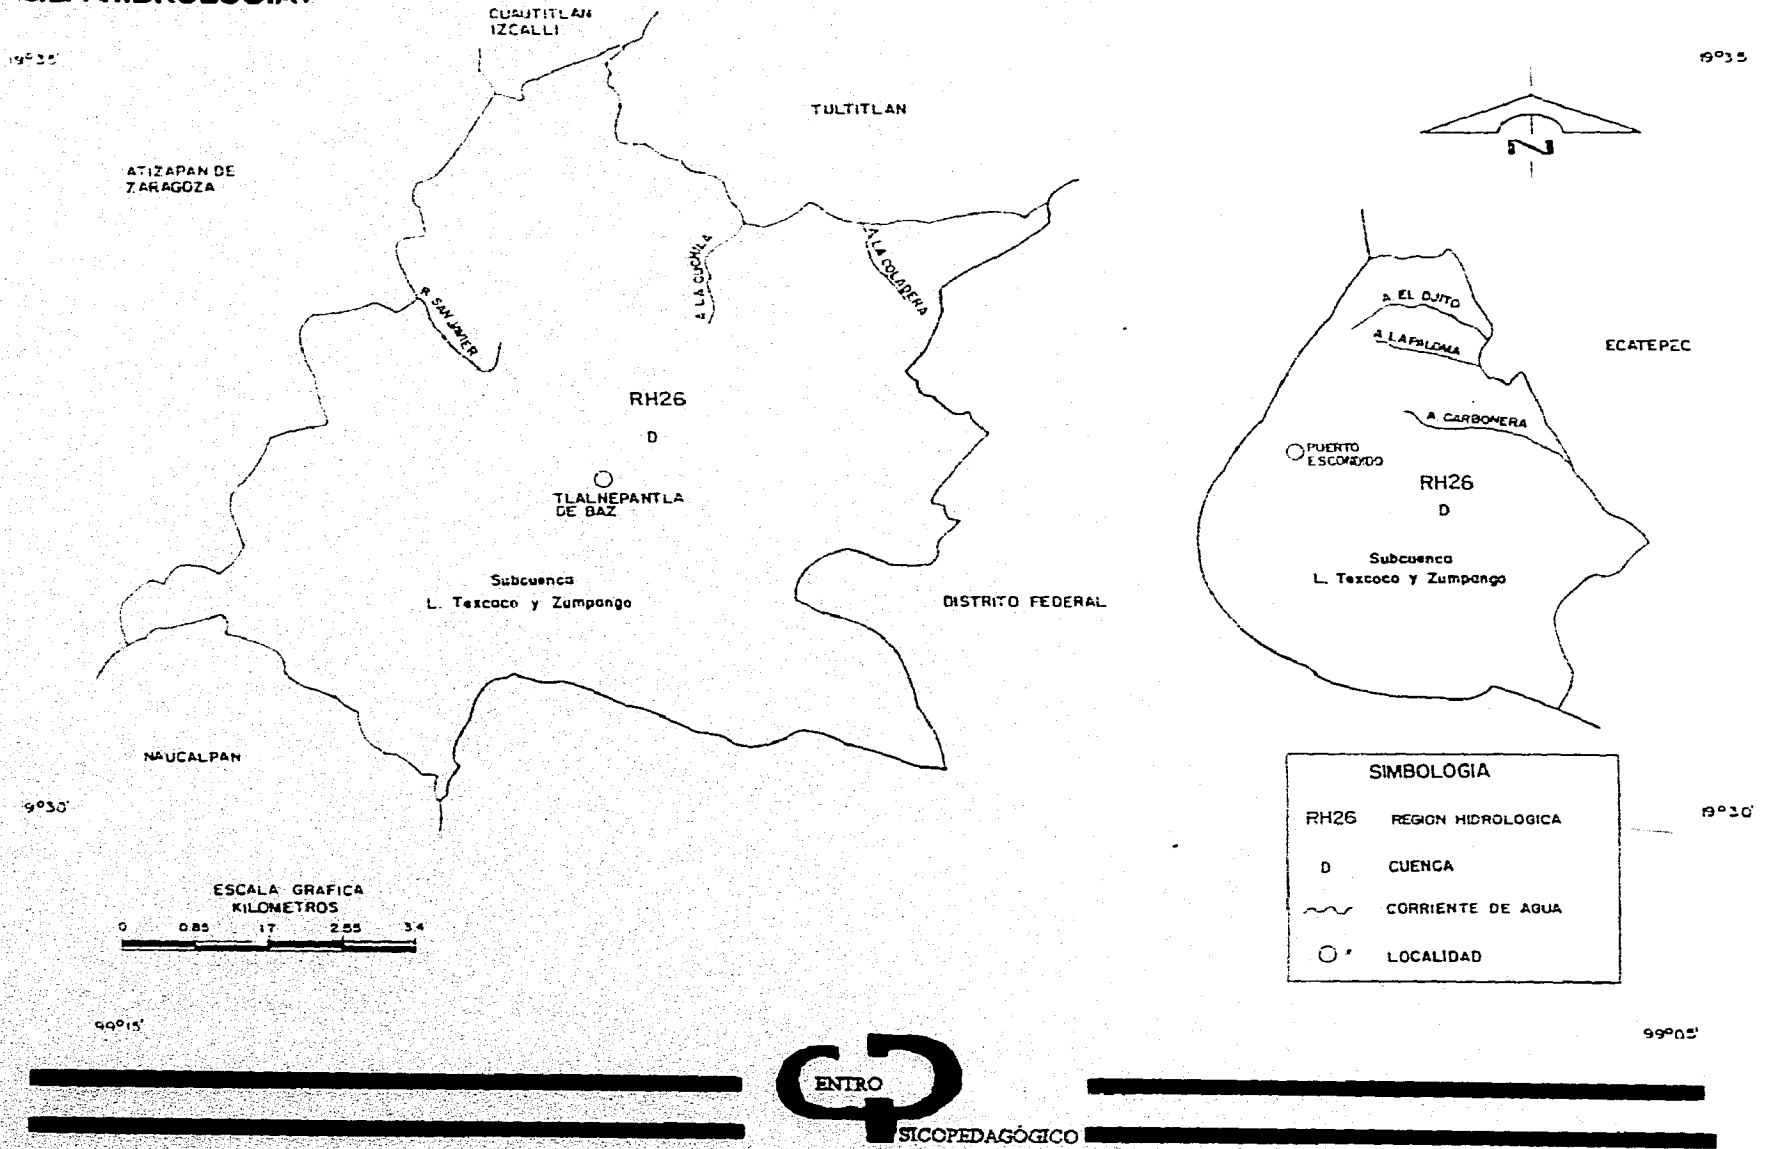 CUAUTITLAN
IZCALLI
19°35'
19°35
TULTITLAN
ATIZAPAN DE
ZARAGOZA
N
A LA CUCHILA
A LA COLADERA
R. SAN JAVIER
A. EL OJITO
A. LA PALOMA
ECATEPEC
RH26
D
A. CARBONERA
PUERTO
ESCONDIDO
TLALNEPANTLA
DE BAZ
RH26
D
Subcuenca
L. Texcoco y Zumpango
DISTRITO FEDERAL
Subcuenca
L. Texcoco y Zumpango
NAUCALPAN
SIMBOLOGIA
RH26 REGION HIDROLOGICA
D CUENCA
CORRIENTE DE AGUA
LOCALIDAD
9°30'
19°30'
ESCALA GRAFICA
KILOMETROS
0 0.85 1.7 2.55 3.4
99°15'
99°05'
ENTRO
SICOPEDAGÓGICO